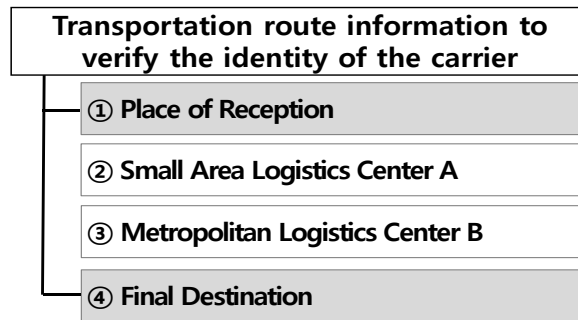 Transportation route information to
verify the identity of the carrier
① Place of Reception
② Small Area Logistics Center A
③ Metropolitan Logistics Center B
④ Final Destination